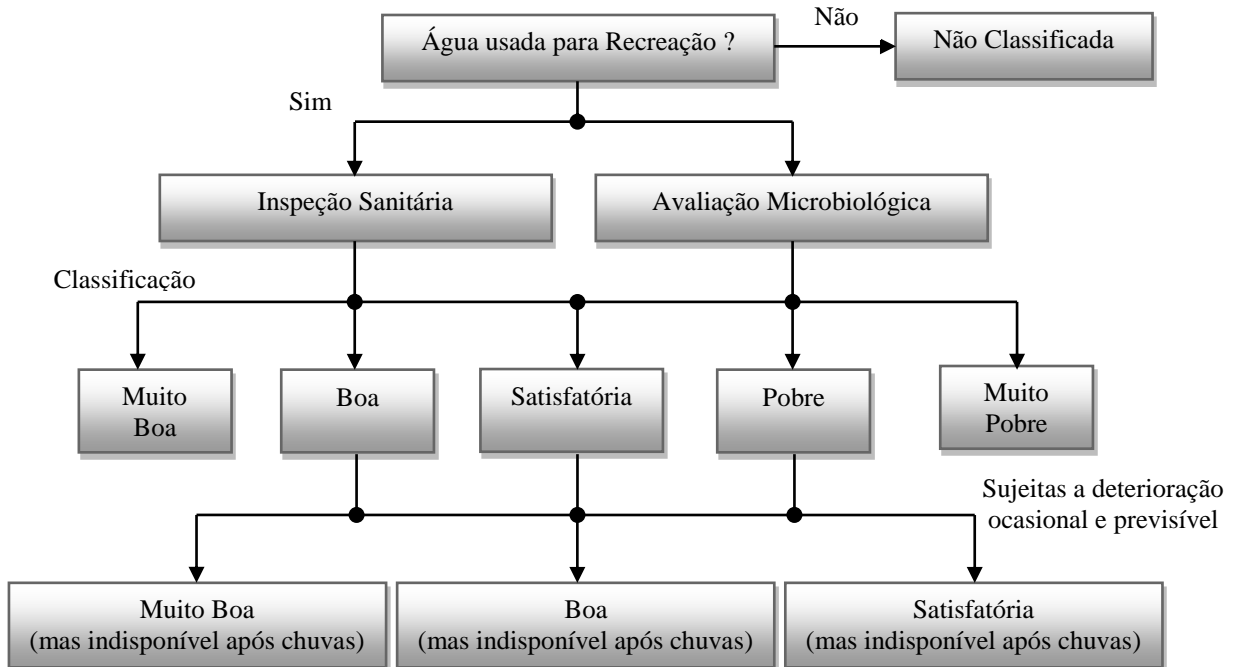 Não
Água usada para Recreação ?
Não Classificada
Sim
Inspeção Sanitária
Avaliação Microbiológica
Classificação
Muito
Boa
Boa
Satisfatória
Pobre
Muito
Pobre
Sujeitas a deterioração
ocasional e previsível
Muito Boa
(mas indisponível após chuvas)
Boa
(mas indisponível após chuvas)
Satisfatória
(mas indisponível após chuvas)